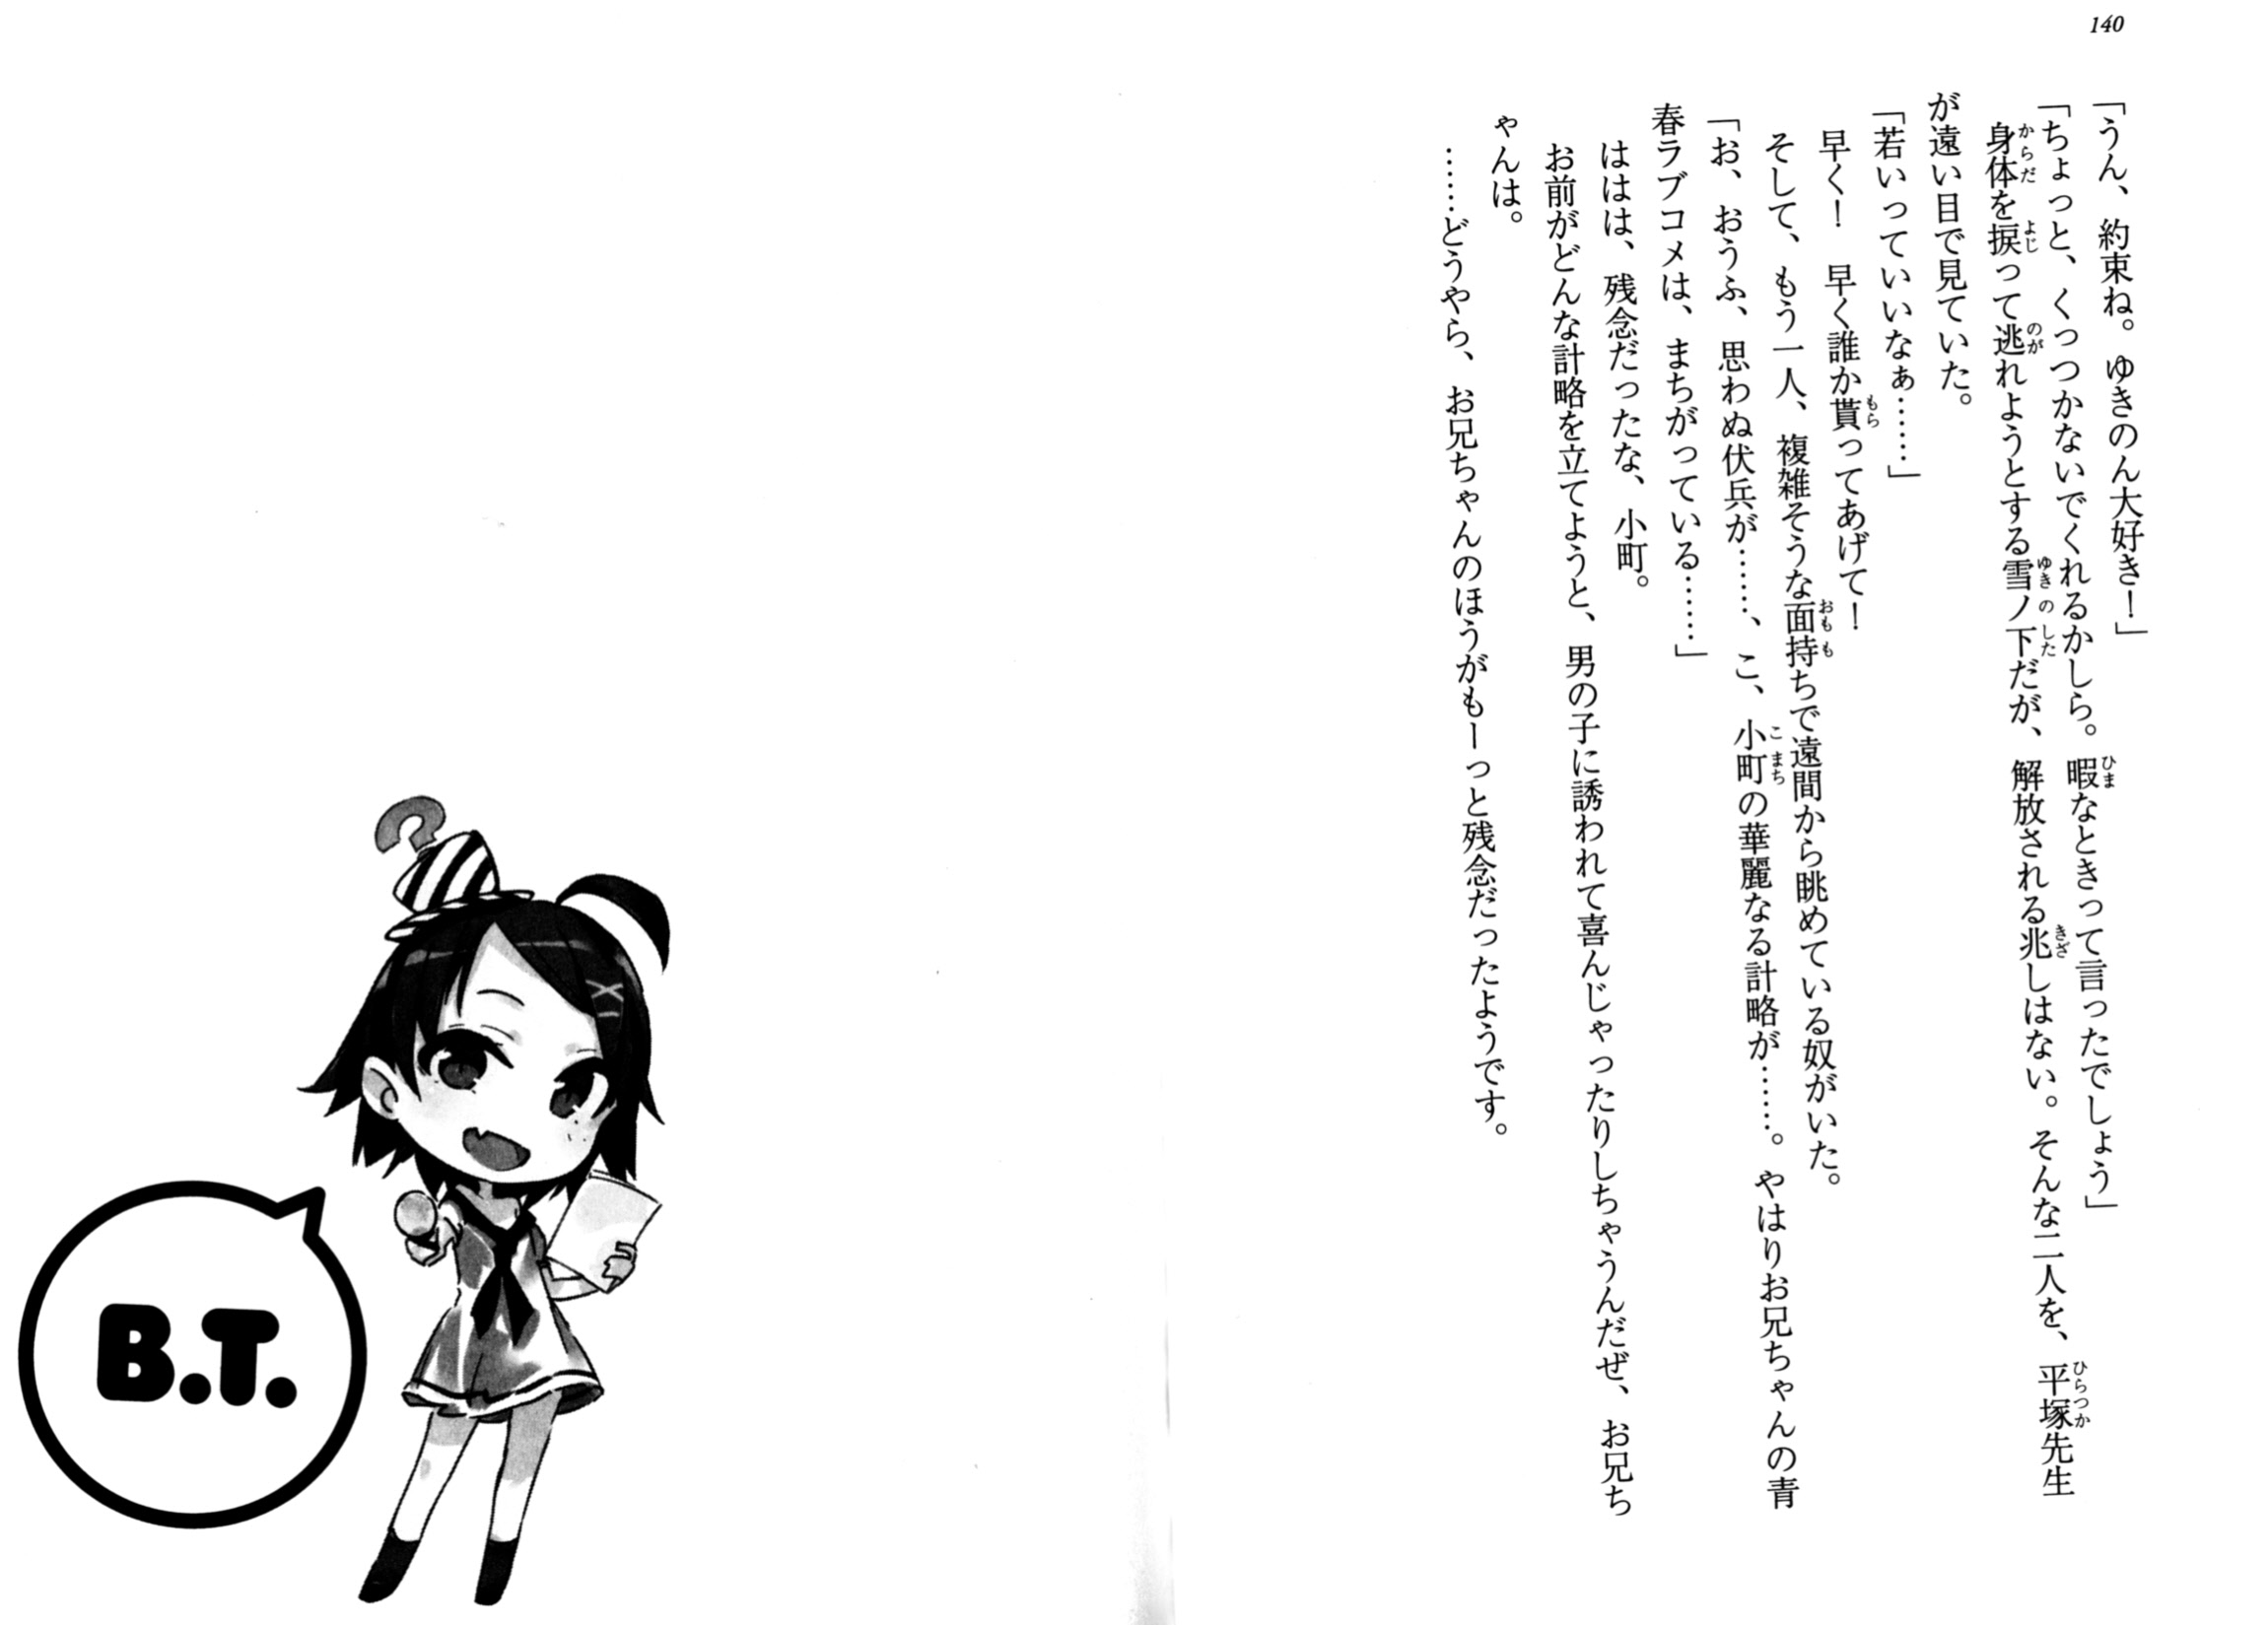 140
「うん、約束ね。ゆきのん大好き！」
「ちょっと、くっつかないでくれるかしら。暇なときって言ったでしょう」
身体を捩って逃れようとする雪ノ下だが、解放される兆しはない。そんな二人を、平塚先生
が遠い目で見ていた。
「若いっていいなぁ……」
早く！　早く誰か貰ってあげて！
そして、もう一人、複雑そうな面持ちで遠間から眺めている奴がいた。
「お、おうふ、思わぬ伏兵が……、こ、小町の華麗なる計略が……。やはりお兄ちゃんの青
春ラブコメは、まちがっている……」
ははは、残念だったな、小町。
お前がどんな計略を立てようと、男の子に誘われて喜んじゃったりしちゃうんだぜ、お兄ち
ゃんは。
……どうやら、お兄ちゃんのほうがもーっと残念だったようです。
B.T.